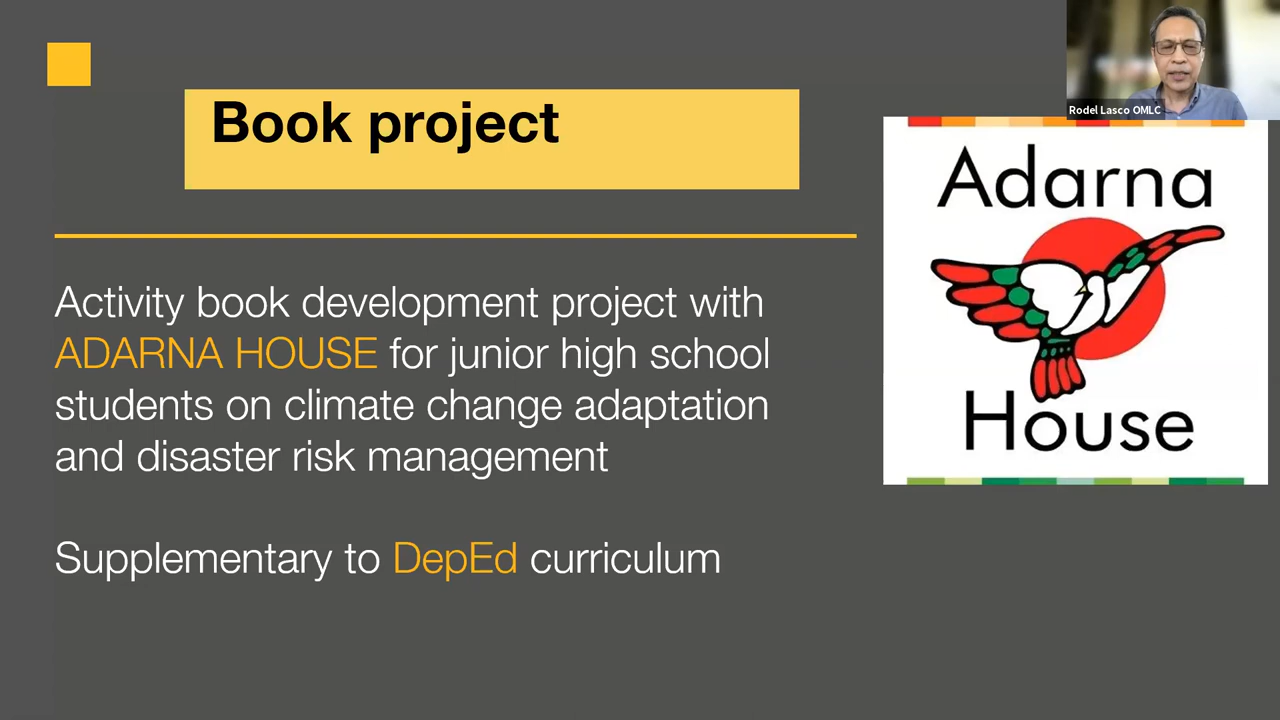 Book project
Rodel Lasco OMLC
Adarna
House
Activity book development project with
ADARNA HOUSE for junior high school
students on climate change adaptation
and disaster risk management
Supplementary to DepEd curriculum